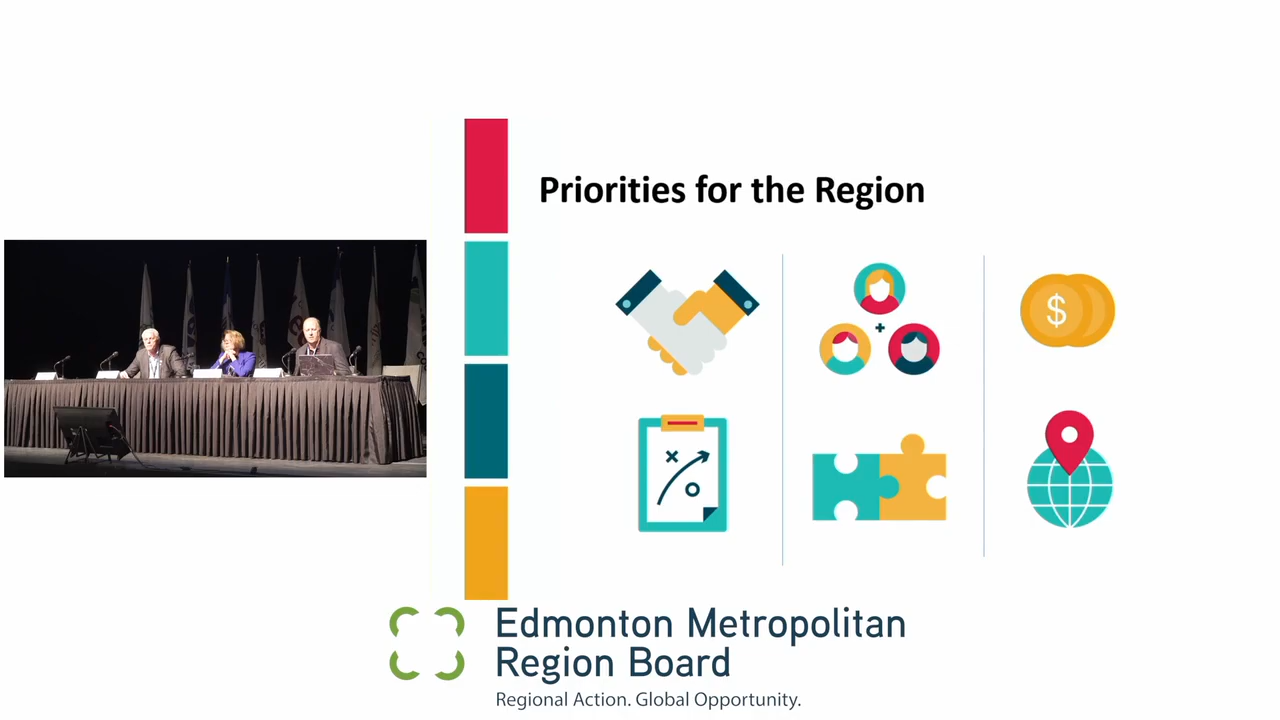 Priorities for the Region
$
Edmonton Metropolitan
Region Board
Regional Action. Global Opportunity.